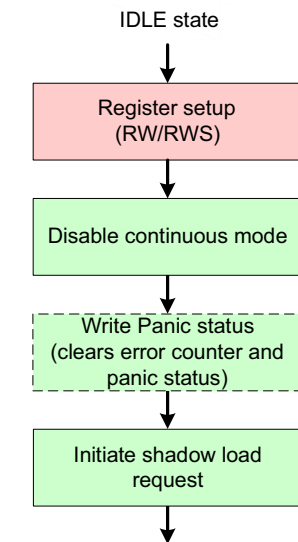 IDLE state
Register setup
(RW/RWS)
Disable continuous mode
Write Panic status
(clears error counter and
panic status)
Initiate shadow load
request